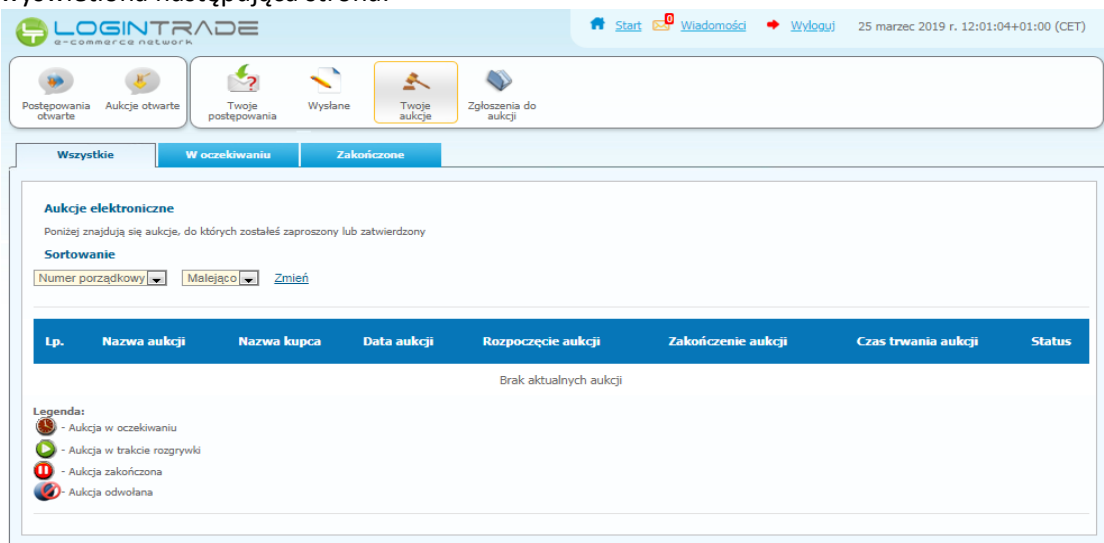 wyświetlona następująca strona:
LOGINTRADE
e-commerce network
Start 0 Wiadomości Wyloguj 25 marzec 2019 r. 12:01:04+01:00 (CET)
Postępowania otwarte
Aukcje otwarte
Twoje postępowania
Wysłane
Twoje aukcje
Zgłoszenia do aukcji
Wszystkie W oczekiwaniu Zakończone
Aukcje elektroniczne
Poniżej znajdują się aukcje, do których zostałeś zaproszony lub zatwierdzony
Sortowanie
Numer porządkowy Malejąco Zmień
Lp. Nazwa aukcji Nazwa kupca Data aukcji Rozpoczęcie aukcji Zakończenie aukcji Czas trwania aukcji Status
Brak aktualnych aukcji
Legenda:
- Aukcja w oczekiwaniu
- Aukcja w trakcie rozgrywki
- Aukcja zakończona
- Aukcja odwołana